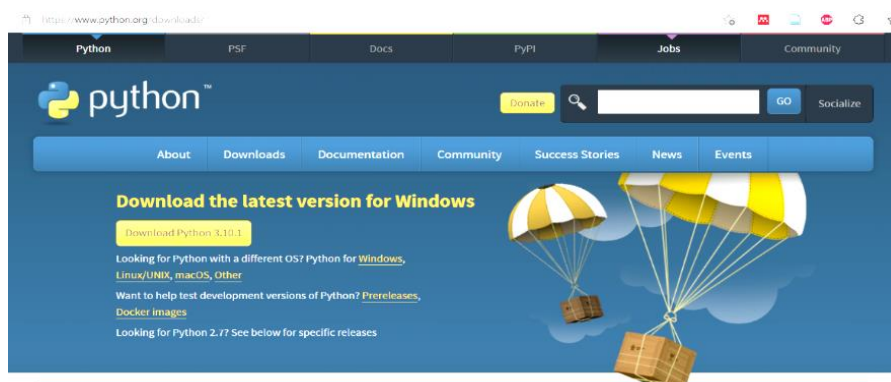 https://www.python.org/downloads/
Python PSF Docs PyPI Jobs Community
python™
Donate GO Socialize
About Downloads Documentation Community Success Stories News Events
Download the latest version for Windows
Download Python 3.10.1
Looking for Python with a different OS? Python for Windows,
Linux/UNIX, macOS, Other
Want to help test development versions of Python? Prereleases,
Docker images
Looking for Python 2.7? See below for specific releases